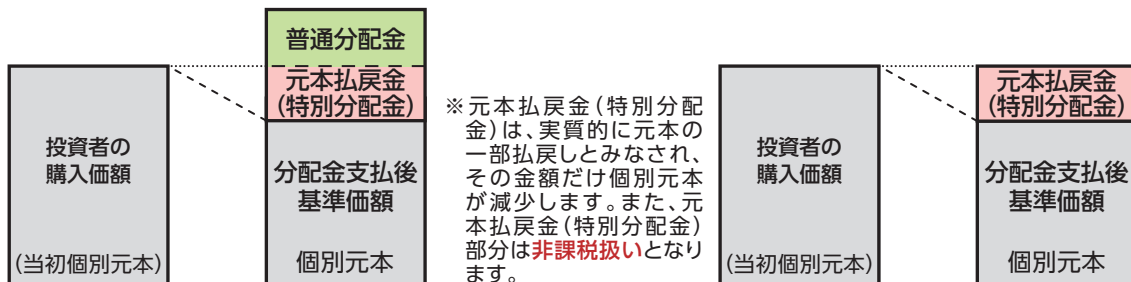 普通分配金
元本払戻金
(特別分配金)
投資者の
購入価額
(当初個別元本)
分配金支払後
基準価額
個別元本
※元本払戻金(特別分配
金)は、実質的に元本の
一部払戻しとみなされ、
その金額だけ個別元本
が減少します。また、元
本払戻金(特別分配金)
部分は非課税扱いとなり
ます。
投資者の
購入価額
(当初個別元本)
元本払戻金
(特別分配金)
分配金支払後
基準価額
個別元本